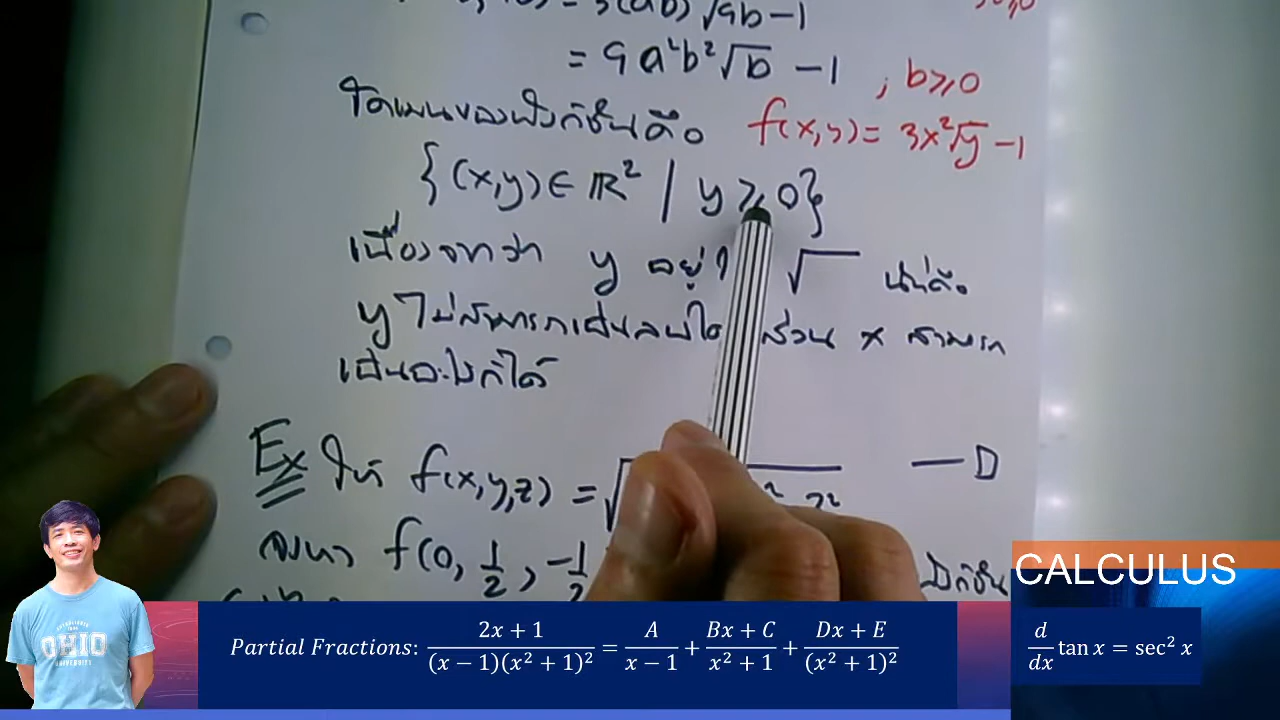 = 9a²b²√b - 1
; b ≥ 0
โดเมนของฟังก์ชันคือ f(x,y) = 3x²√y - 1
{(x,y) ∈ ℝ² | y ≥ 0}
เนื่องจากว่า y อยู่ √ นั่นคือ
y ไม่สามารถเป็นลบได้ ส่วน x สามารถ
เป็นอะไรก็ได้
Ex ให้ f(x,y,z) = √ — D
จงหา f(0, 1/2, -1/2
CALCULUS
OHIO
UNIVERSITY
Partial Fractions: (2x + 1)/((x − 1)(x² + 1)²) = A/(x − 1) + (Bx + C)/(x² + 1) + (Dx + E)/(x² + 1)²
d/dx tan x = sec² x